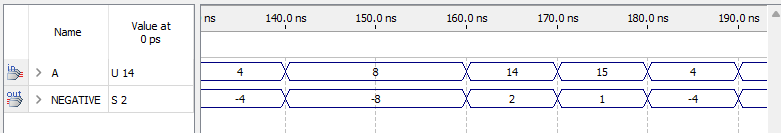 Name Value at 0 ps ns 140.0 ns 150.0 ns 160.0 ns 170.0 ns 180.0 ns 190.0 ns
in A U 14 4 8 14 15 4
out NEGATIVE S 2 -4 -8 2 1 -4